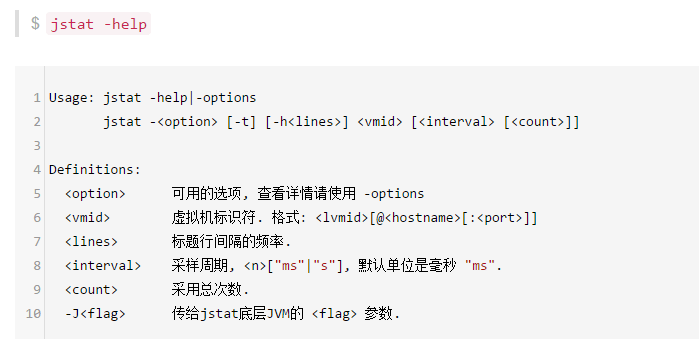 $ jstat -help
1 Usage: jstat -help|-options
2 jstat -<option> [-t] [-h<lines>] <vmid> [<interval> [<count>]]
3
4 Definitions:
5 <option> 可用的选项, 查看详情请使用 -options
6 <vmid> 虚拟机标识符. 格式: <lvmid>[@<hostname>[:<port>]]
7 <lines> 标题行间隔的频率.
8 <interval> 采样周期, <n>["ms"|"s"], 默认单位是毫秒 "ms".
9 <count> 采用总次数.
10 -J<flag> 传给jstat底层JVM的 <flag> 参数.